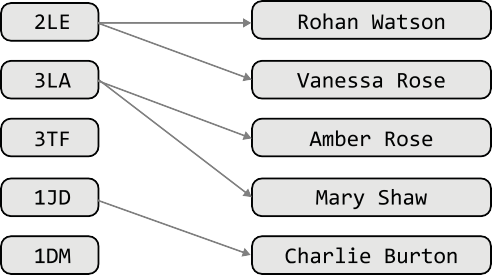 2LE
Rohan Watson
3LA
Vanessa Rose
3TF
Amber Rose
1JD
Mary Shaw
1DM
Charlie Burton